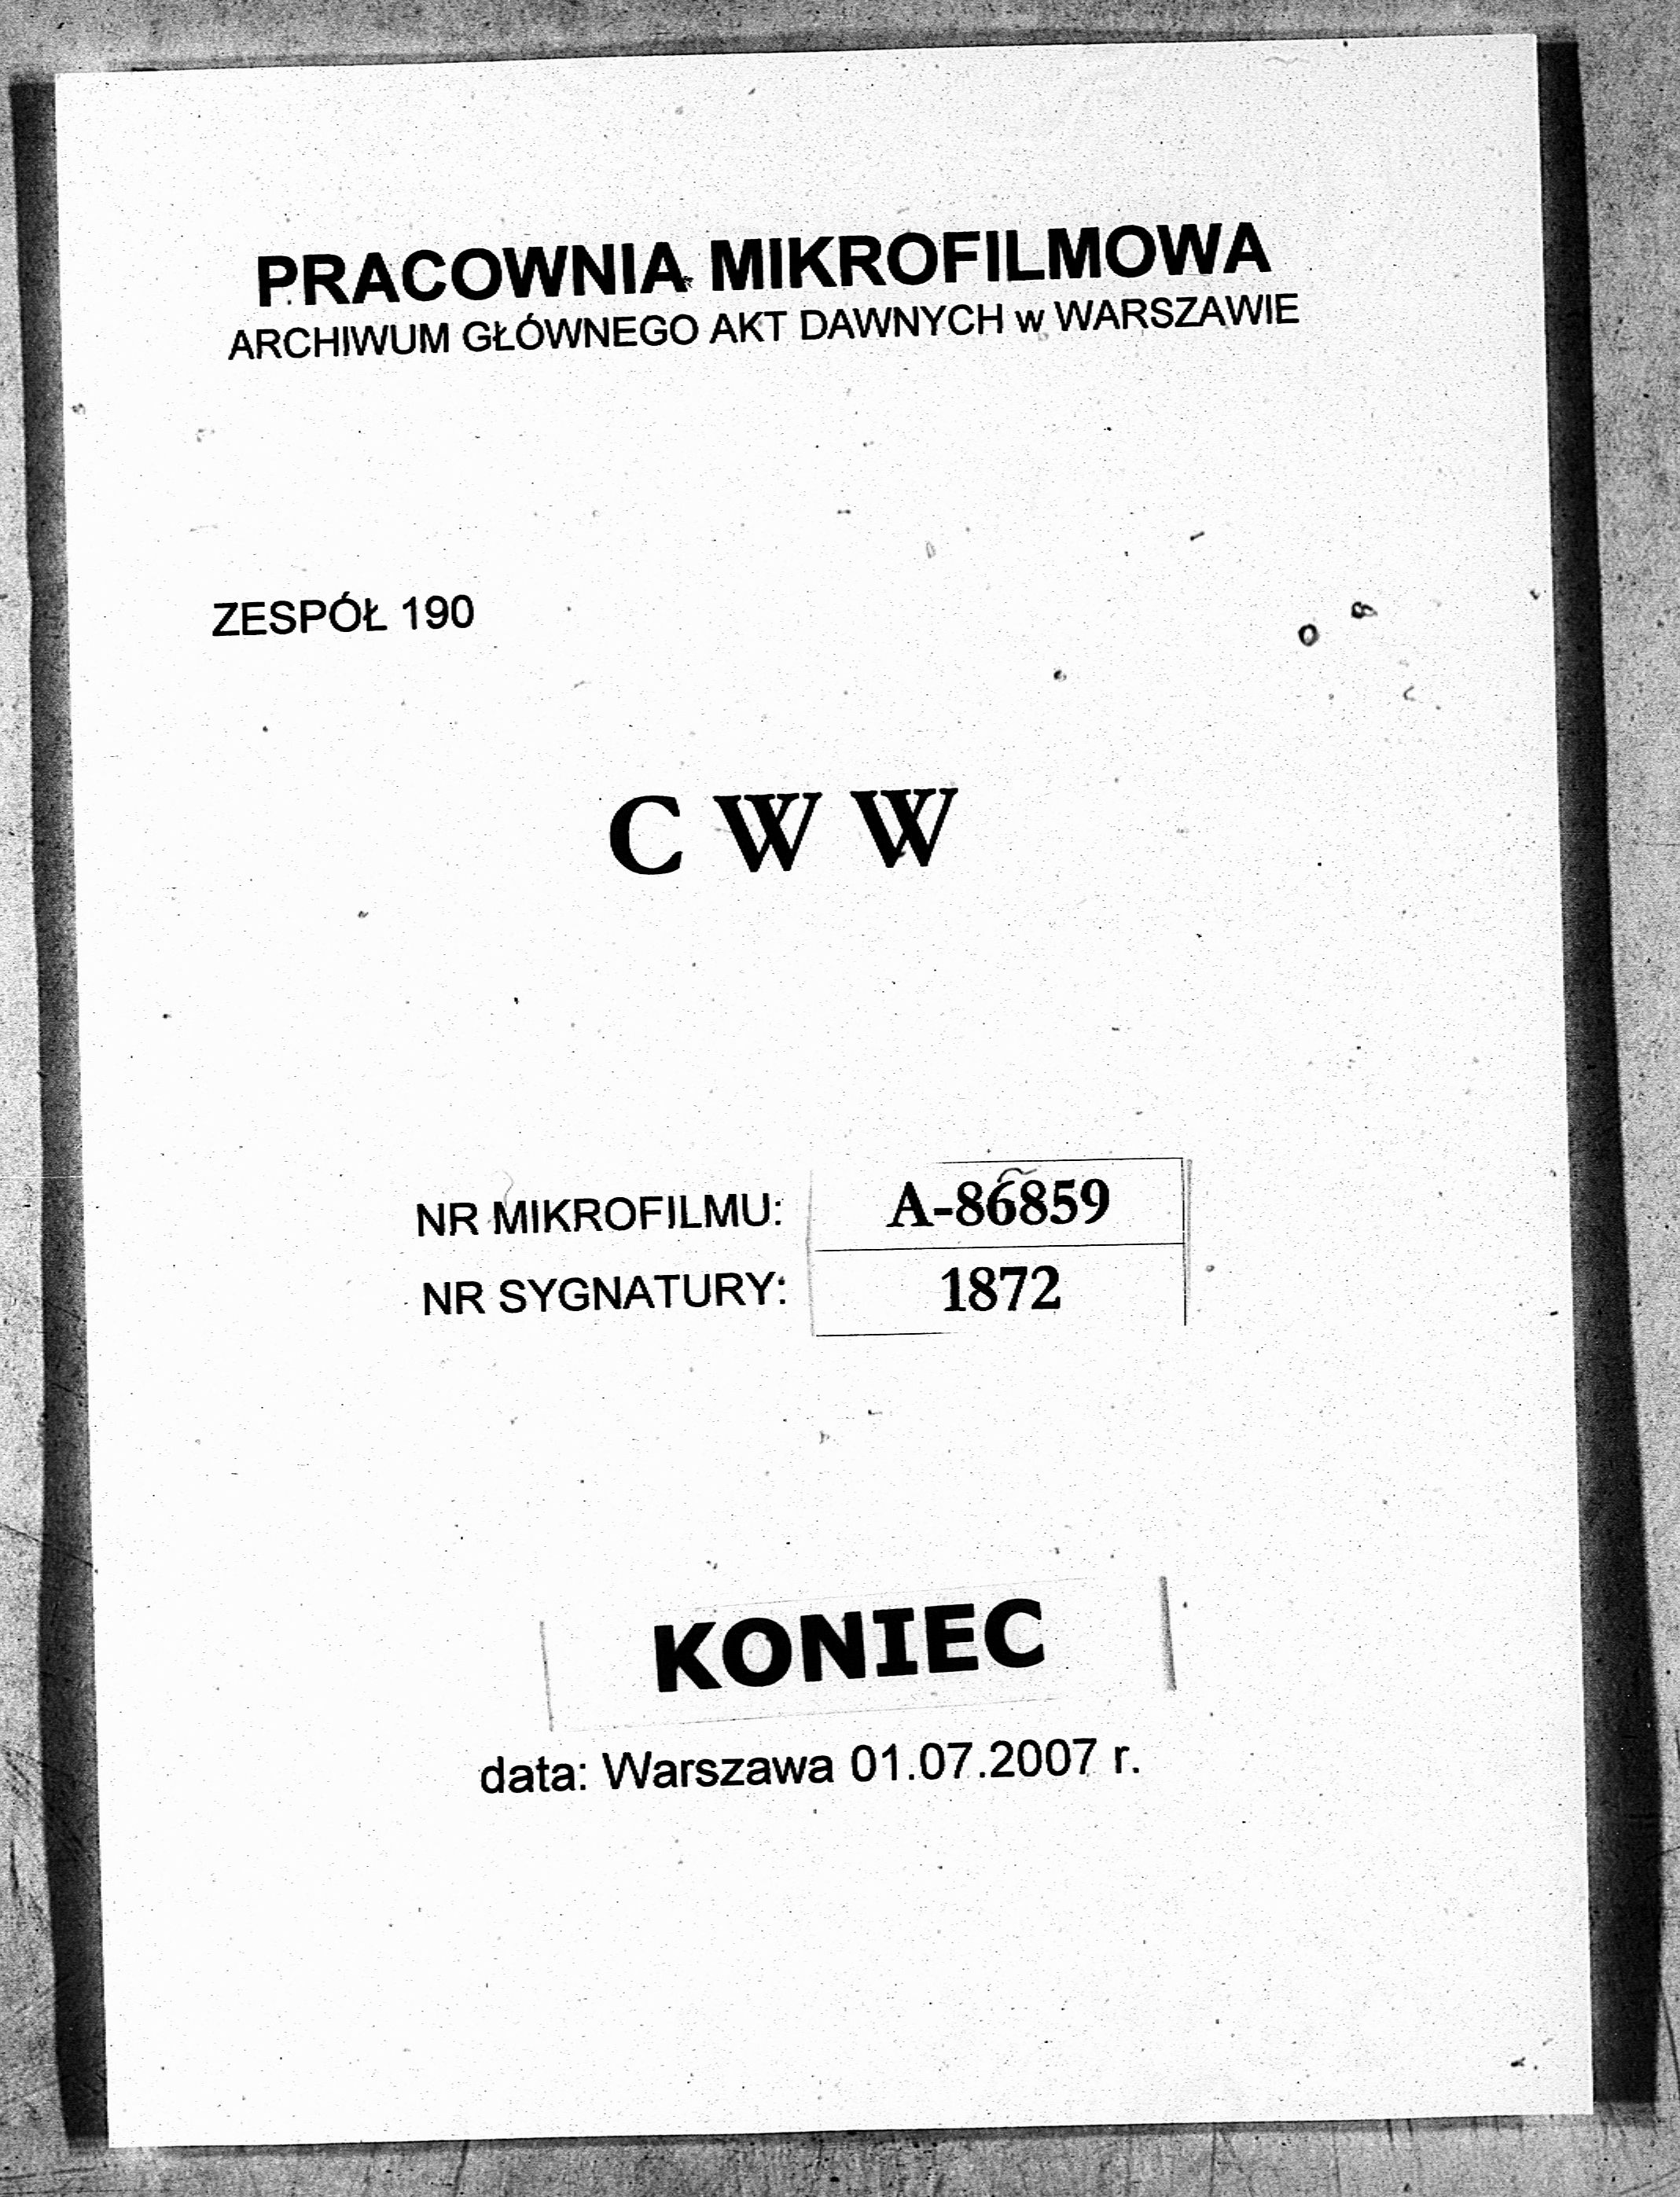 PRACOWNIA MIKROFILMOWA
ARCHIWUM GŁÓWNEGO AKT DAWNYCH w WARSZAWIE
ZESPÓŁ 190
C W W
NR MIKROFILMU: A-86859
NR SYGNATURY: 1872
KONIEC
data: Warszawa 01.07.2007 r.